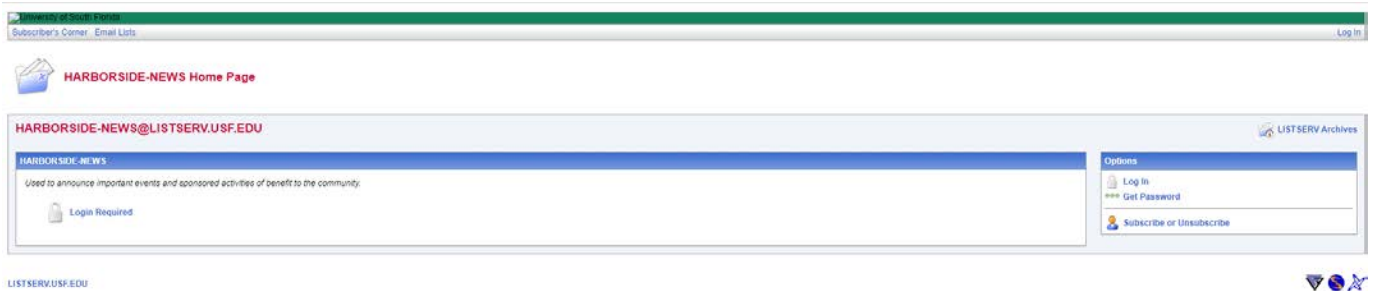 University of South Florida
Subscriber's Corner Email Lists Log In
HARBORSIDE-NEWS Home Page
HARBORSIDE-NEWS@LISTSERV.USF.EDU
LISTSERV Archives
HARBORSIDE-NEWS
Used to announce important events and sponsored activities of benefit to the community.
Login Required
Options
Log In
Get Password
Subscribe or Unsubscribe
LISTSERV.USF.EDU